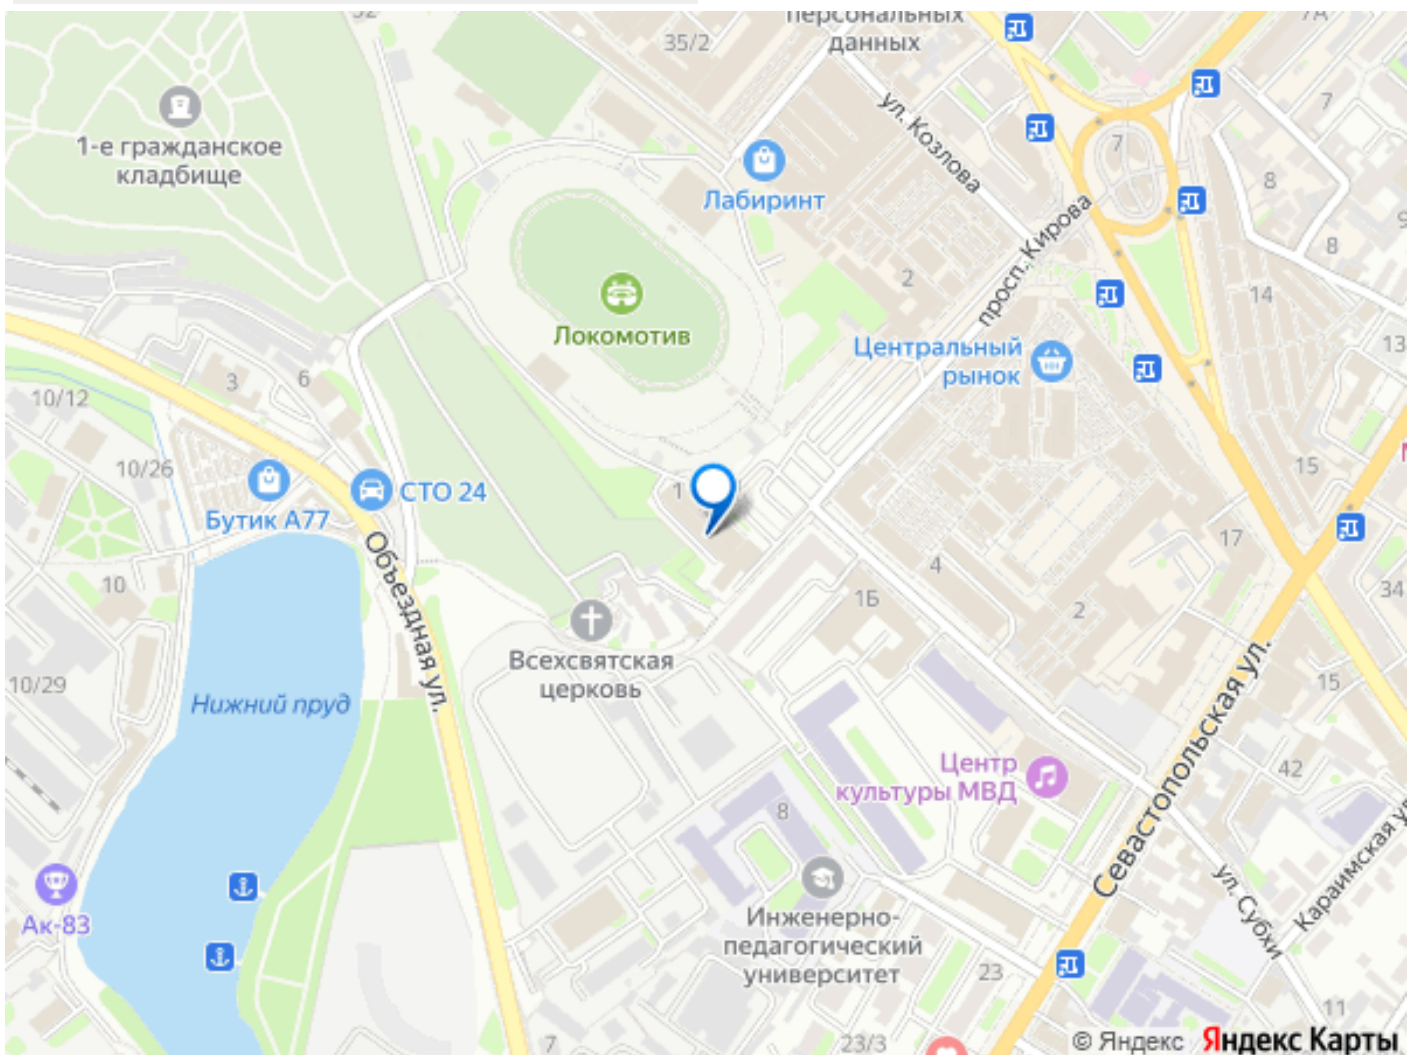 персональных
данных
35/2
7А
1-е гражданское
кладбище
ул. Козлова
7
7
8
8
Лабиринт
просп. Кирова
2
14
Локомотив
Центральный
рынок
13
3
6
10/12
10/26
СТО 24
Бутик А77
1
15
17
Объездная ул.
10
4
1Б
2
34
Всехсвятская
церковь
10/29
Нижний пруд
15
Севастопольская ул.
Центр
культуры МВД
42
8
Караимская ул
ул. Субхи
Ак-83
Инженерно-
педагогический
университет
23
11
7
23/3
© Яндекс Яндекс Карты